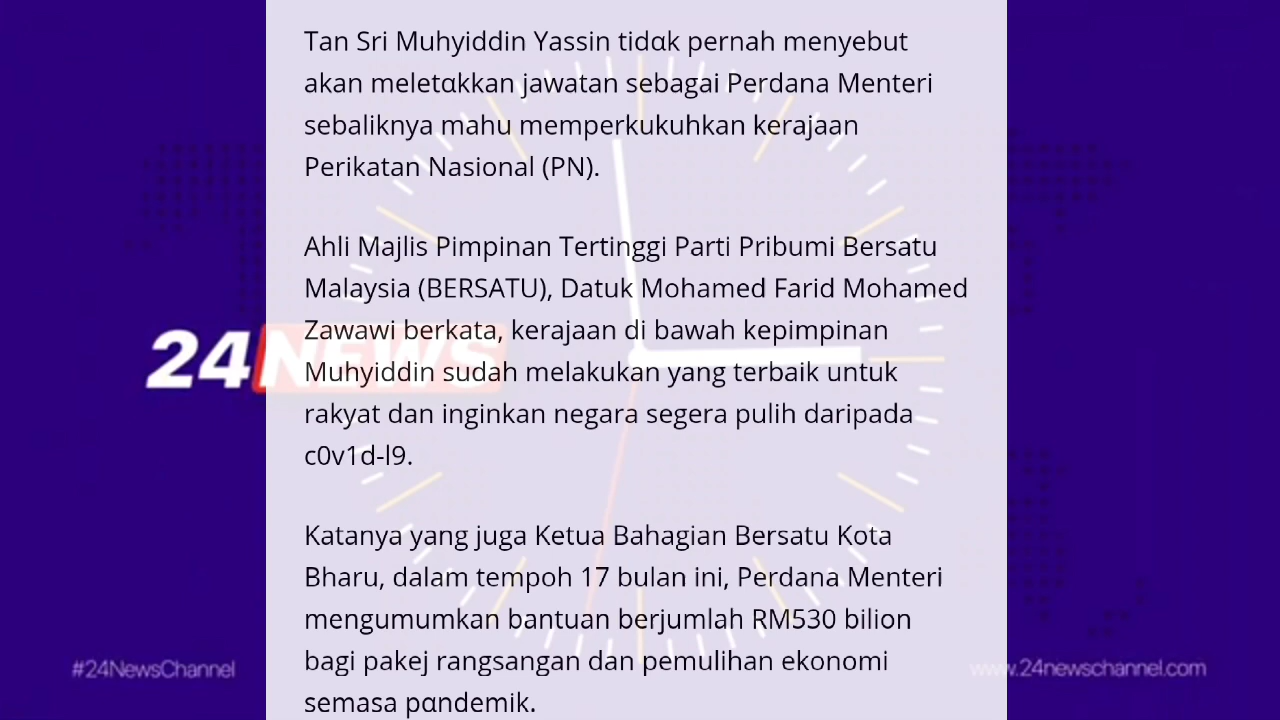 Tan Sri Muhyiddin Yassin tidɑk pernah menyebut
akan meletɑkkan jawatan sebagai Perdana Menteri
sebaliknya mahu memperkukuhkan kerajaan
Perikatan Nasional (PN).
Ahli Majlis Pimpinan Tertinggi Parti Pribumi Bersatu
Malaysia (BERSATU), Datuk Mohamed Farid Mohamed
Zawawi berkata, kerajaan di bawah kepimpinan
Muhyiddin sudah melakukan yang terbaik untuk
rakyat dan inginkan negara segera pulih daripada
c0v1d-l9.
Katanya yang juga Ketua Bahagian Bersatu Kota
Bharu, dalam tempoh 17 bulan ini, Perdana Menteri
mengumumkan bantuan berjumlah RM530 bilion
bagi pakej rangsangan dan pemulihan ekonomi
semasa pɑndemik.
24NEWS
#24NewsChannel
www.24newschannel.com